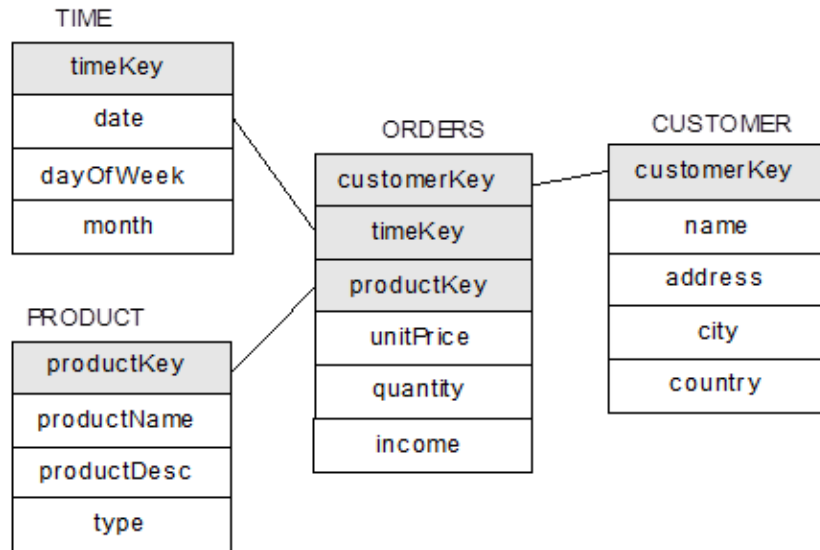 TIME
timeKey
date
dayOfWeek
month
PRODUCT
productKey
productName
productDesc
type
ORDERS
customerKey
timeKey
productKey
unitPrice
quantity
income
CUSTOMER
customerKey
name
address
city
country